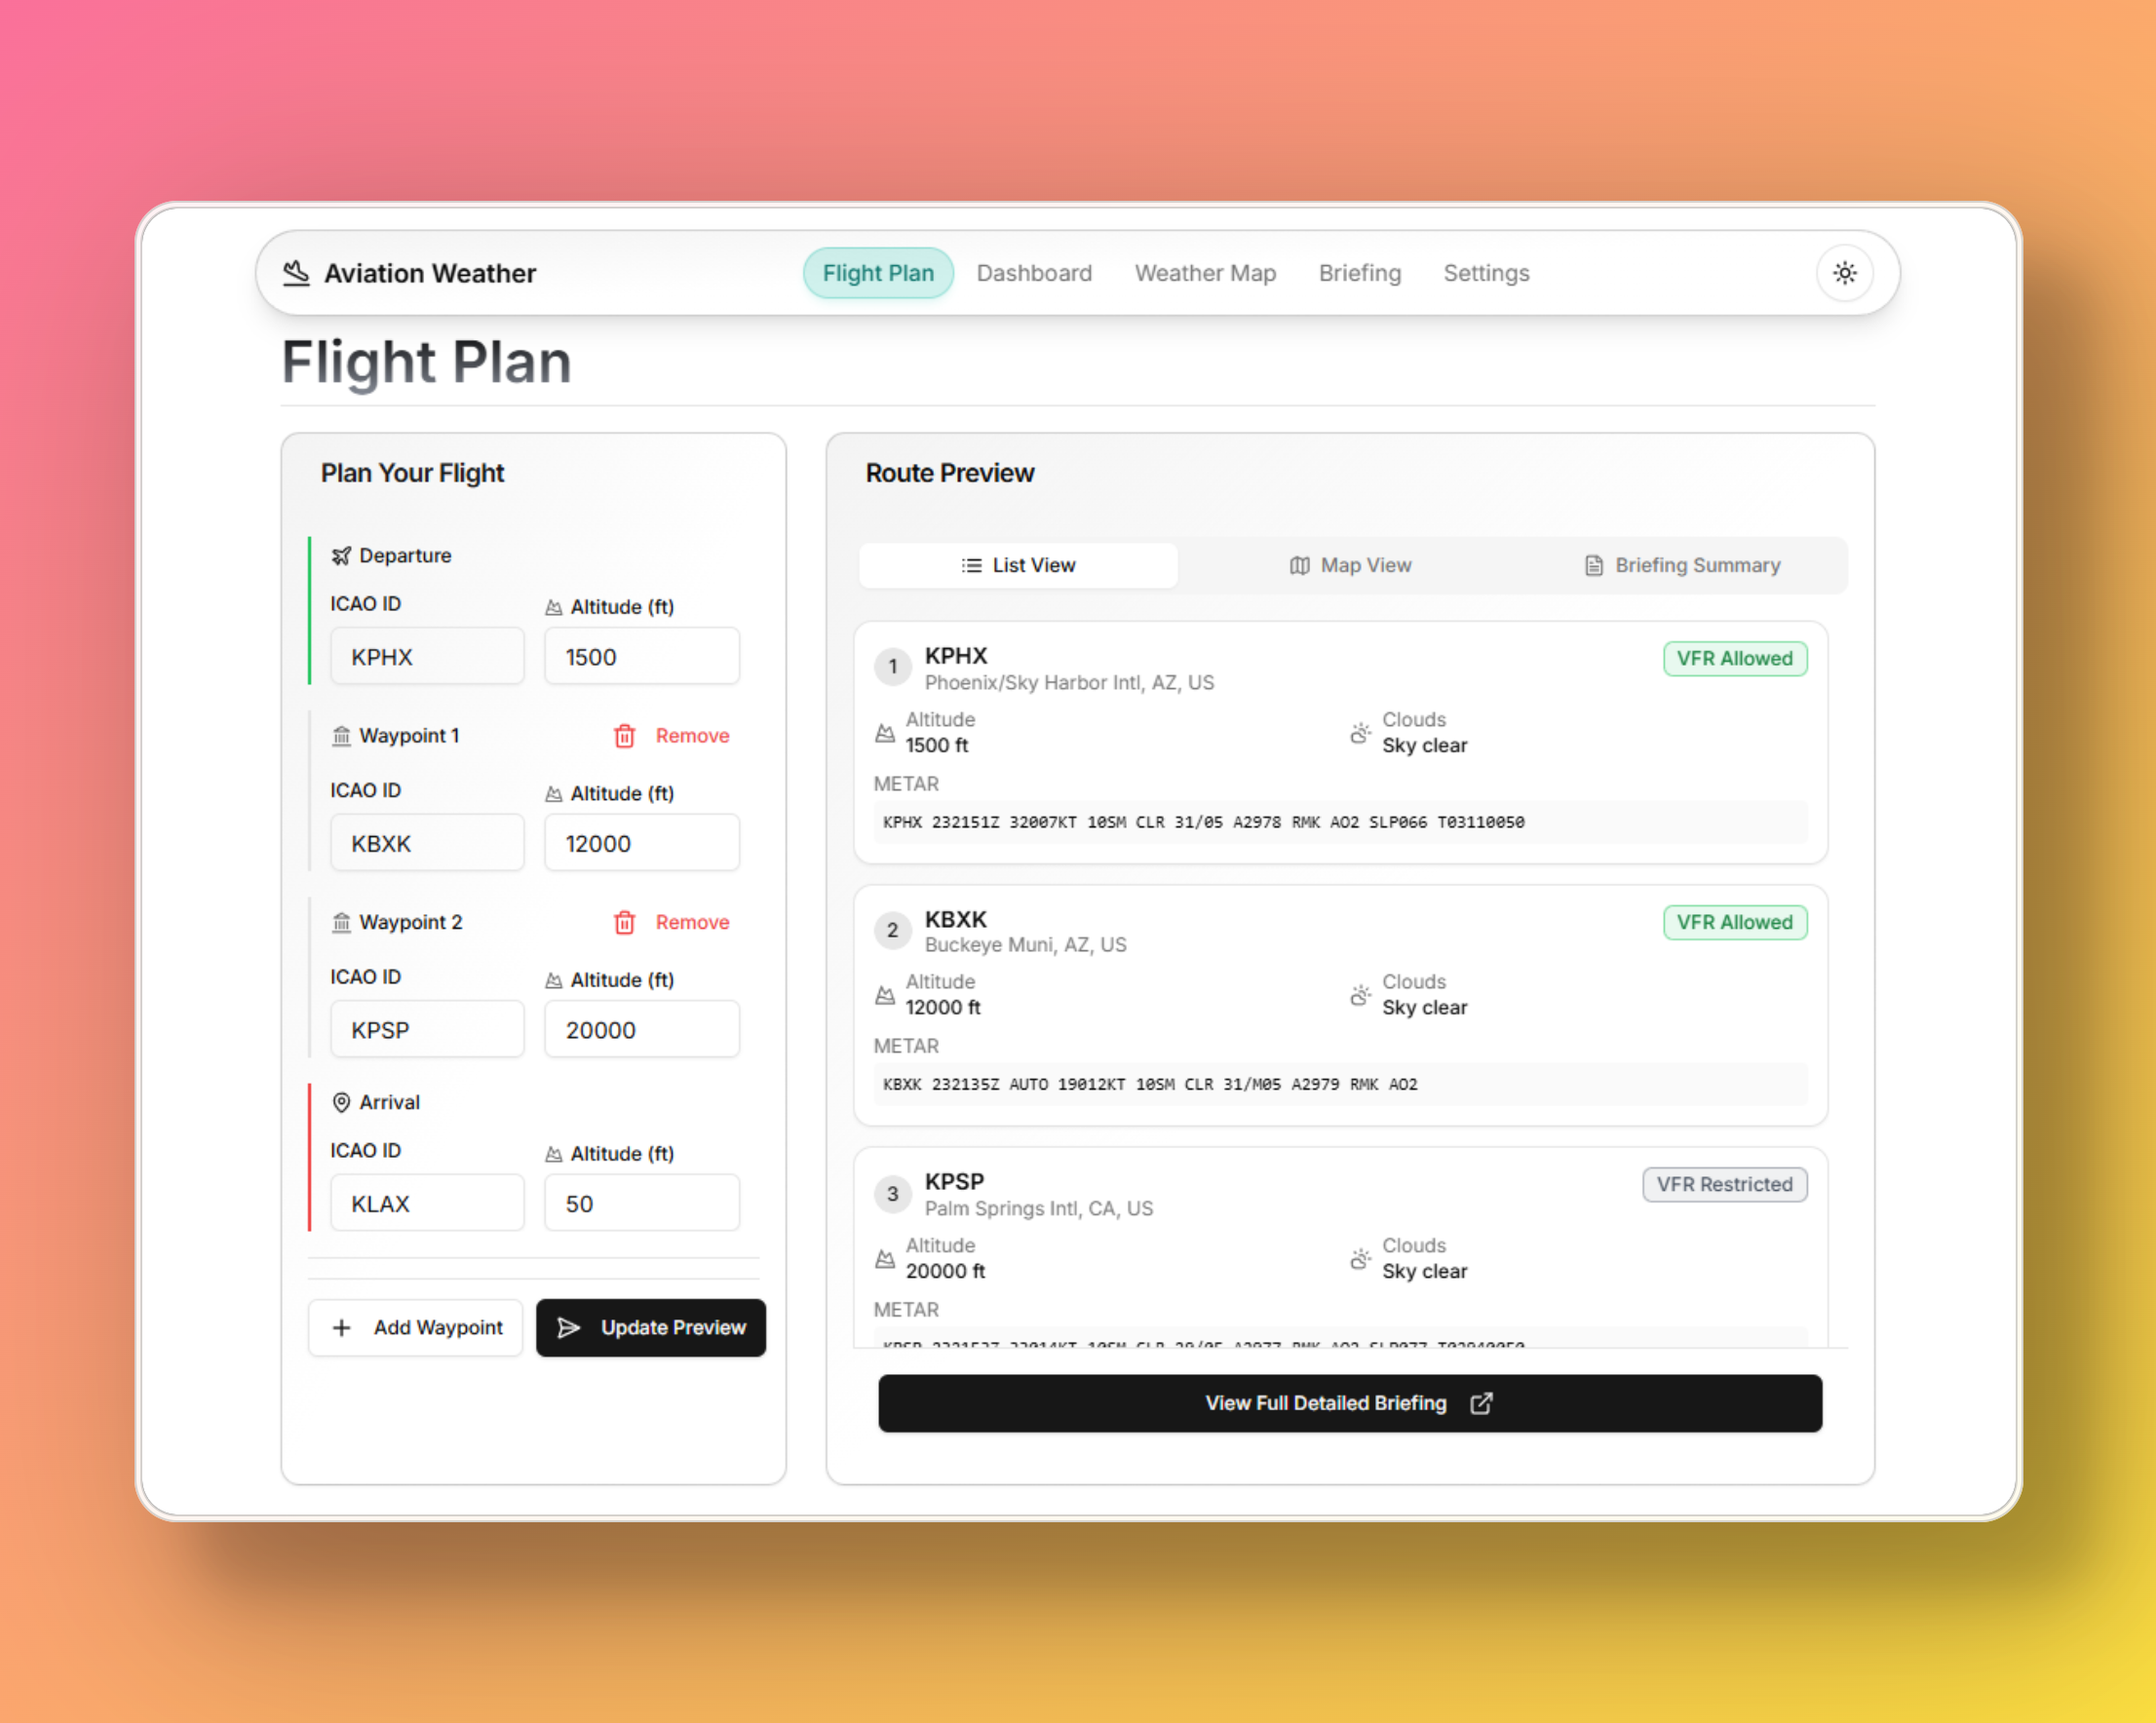 Aviation Weather
Flight Plan
Dashboard
Weather Map
Briefing
Settings
Flight Plan
Plan Your Flight
Departure
ICAO ID
Altitude (ft)
KPHX
1500
Waypoint 1
Remove
ICAO ID
Altitude (ft)
KBXK
12000
Waypoint 2
Remove
ICAO ID
Altitude (ft)
KPSP
20000
Arrival
ICAO ID
Altitude (ft)
KLAX
50
Add Waypoint
Update Preview
Route Preview
List View
Map View
Briefing Summary
1
KPHX
VFR Allowed
Phoenix/Sky Harbor Intl, AZ, US
Altitude
1500 ft
Clouds
Sky clear
METAR
KPHX 232151Z 32007KT 10SM CLR 31/05 A2978 RMK AO2 SLP066 T03110050
2
KBXK
VFR Allowed
Buckeye Muni, AZ, US
Altitude
12000 ft
Clouds
Sky clear
METAR
KBXK 232135Z AUTO 19012KT 10SM CLR 31/M05 A2979 RMK AO2
3
KPSP
VFR Restricted
Palm Springs Intl, CA, US
Altitude
20000 ft
Clouds
Sky clear
METAR
KPSP 10SM CLR RMK AO2
View Full Detailed Briefing